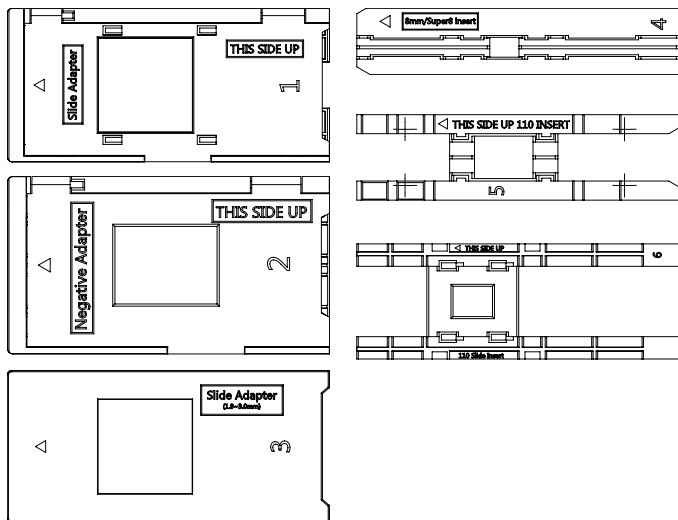 Slide Adapter
THIS SIDE UP
1
Negative Adapter
THIS SIDE UP
2
Slide Adapter
(1.9~3.0mm)
3
8mm/Super8 Insert
4
THIS SIDE UP 110 INSERT
5
THIS SIDE UP
6
110 Slide Insert